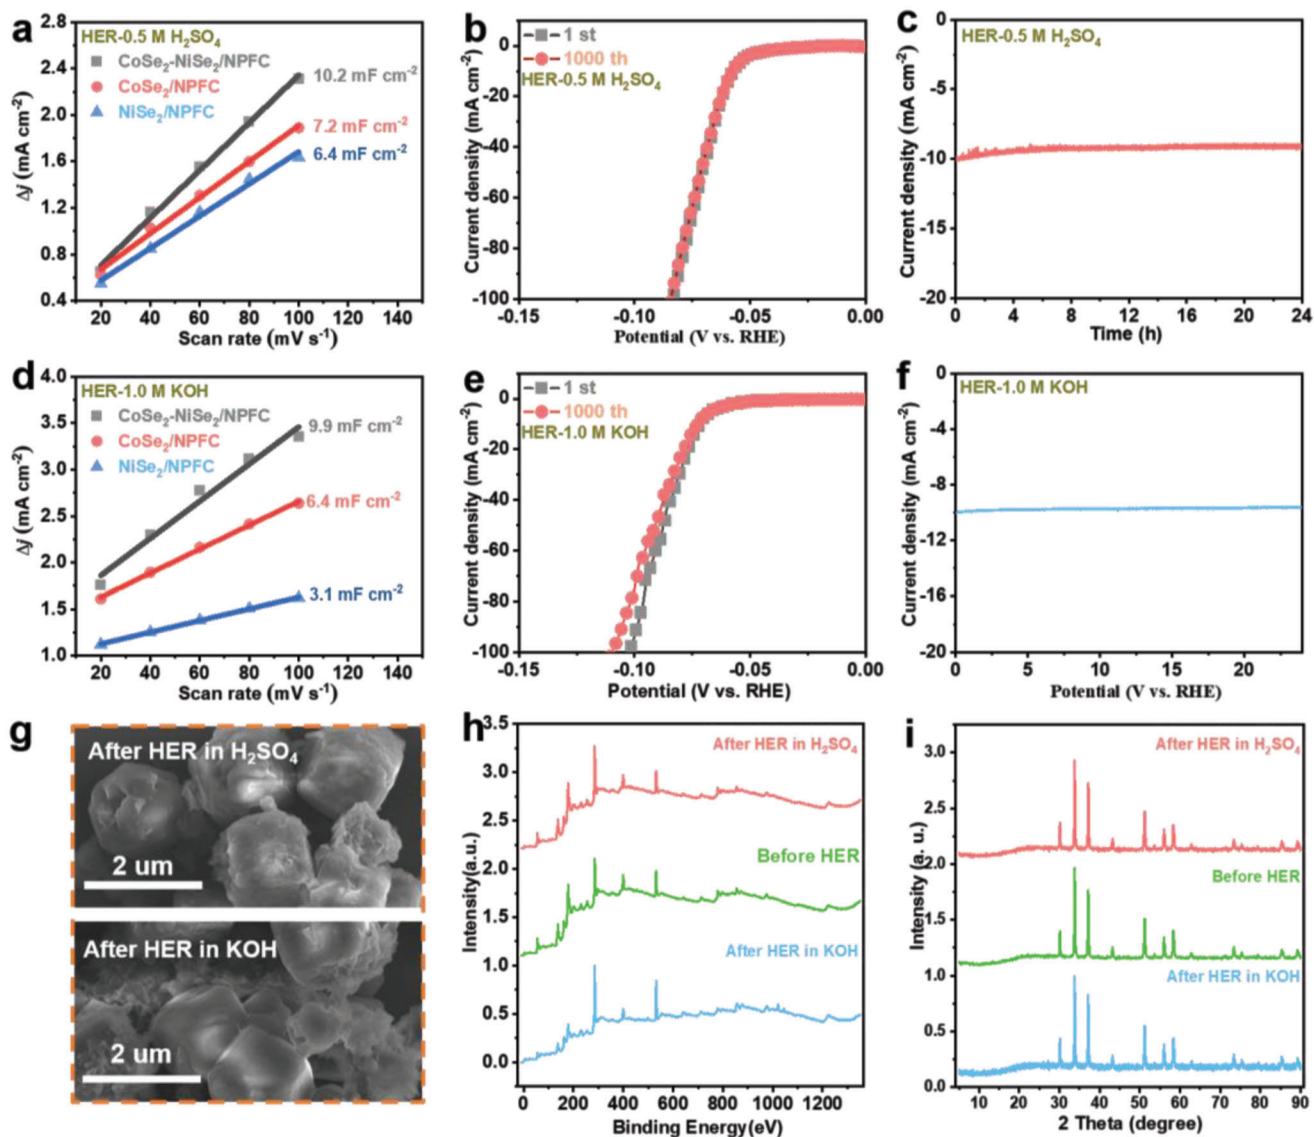 a
HER-0.5 M H₂SO₄
CoSe₂-NiSe₂/NPFC
CoSe₂/NPFC
NiSe₂/NPFC
10.2 mF cm⁻²
7.2 mF cm⁻²
6.4 mF cm⁻²
Δj (mA cm⁻²)
2.8
2.4
2.0
1.6
1.2
0.8
0.4
20 40 60 80 100 120 140
Scan rate (mV s⁻¹)
b
1 st
1000 th
HER-0.5 M H₂SO₄
Current density (mA cm⁻²)
0
-20
-40
-60
-80
-100
-0.15 -0.10 -0.05 0.00
Potential (V vs. RHE)
c
HER-0.5 M H₂SO₄
Current density (mA cm⁻²)
0
-5
-10
-15
-20
0 4 8 12 16 20 24
Time (h)
d
HER-1.0 M KOH
CoSe₂-NiSe₂/NPFC
CoSe₂/NPFC
NiSe₂/NPFC
9.9 mF cm⁻²
6.4 mF cm⁻²
3.1 mF cm⁻²
Δj (mA cm⁻²)
4.0
3.5
3.0
2.5
2.0
1.5
1.0
20 40 60 80 100 120 140
Scan rate (mV s⁻¹)
e
1 st
1000 th
HER-1.0 M KOH
Current density (mA cm⁻²)
0
-20
-40
-60
-80
-100
-0.15 -0.10 -0.05 0.00
Potential (V vs. RHE)
f
HER-1.0 M KOH
Current density (mA cm⁻²)
0
-4
-8
-12
-16
-20
0 5 10 15 20
Potential (V vs. RHE)
g
After HER in H₂SO₄
2 um
After HER in KOH
2 um
h
After HER in H₂SO₄
Before HER
After HER in KOH
Intensity(a.u.)
3.5
3.0
2.5
2.0
1.5
1.0
0.5
0.0
0 200 400 600 800 1000 1200
Binding Energy(eV)
i
After HER in H₂SO₄
Before HER
After HER in KOH
Intensity (a. u.)
3.0
2.5
2.0
1.5
1.0
0.5
0.0
10 20 30 40 50 60 70 80 90
2 Theta (degree)